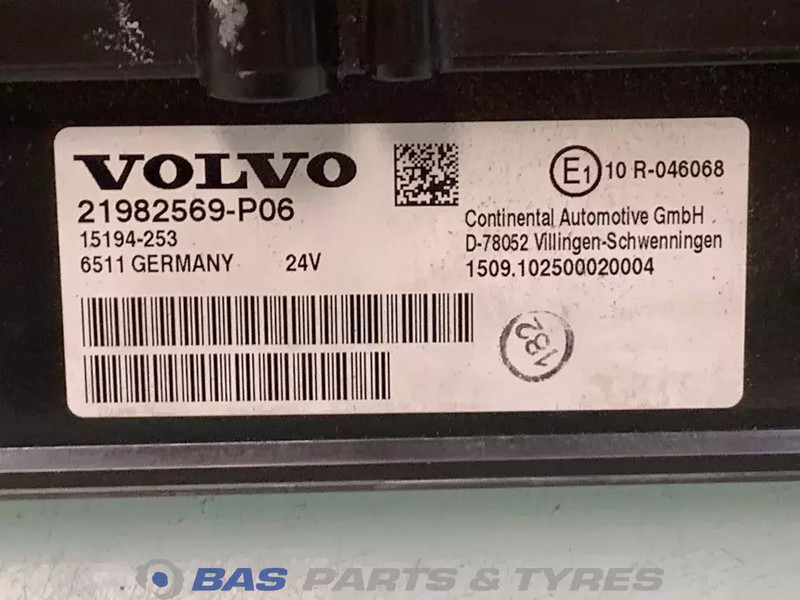 VOLVO
21982569-P06
15194-253
6511 GERMANY 24V
E1 10 R-046068
Continental Automotive GmbH
D-78052 Villingen-Schwenningen
1509.102500020004
182
BAS PARTS & TYRES